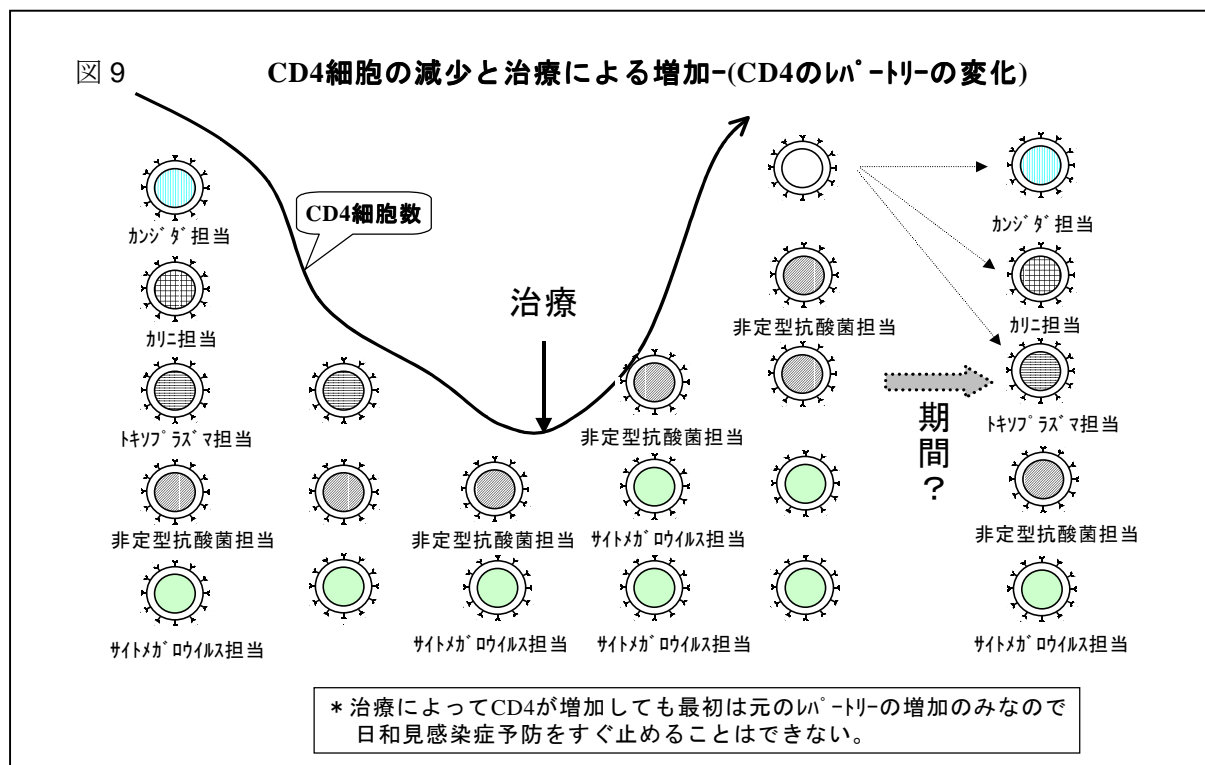 図 9
CD4細胞の減少と治療による増加ｰ(CD4のﾚﾊﾟｰﾄﾘｰの変化)
CD4細胞数
治療
ｶﾝｼﾞﾀﾞ担当
ｶﾘﾆ担当
ﾄｷｿﾌﾟﾗｽﾞﾏ担当
非定型抗酸菌担当
ｻｲﾄﾒｶﾞﾛｳｲﾙｽ担当
非定型抗酸菌担当
ｻｲﾄﾒｶﾞﾛｳｲﾙｽ担当
非定型抗酸菌担当
ｻｲﾄﾒｶﾞﾛｳｲﾙｽ担当
ｻｲﾄﾒｶﾞﾛｳｲﾙｽ担当
非定型抗酸菌担当
期間？
ｶﾝｼﾞﾀﾞ担当
ｶﾘﾆ担当
ﾄｷｿﾌﾟﾗｽﾞﾏ担当
非定型抗酸菌担当
ｻｲﾄﾒｶﾞﾛｳｲﾙｽ担当
＊治療によってCD4が増加しても最初は元のﾚﾊﾟｰﾄﾘｰの増加のみなので
日和見感染症予防をすぐ止めることはできない。